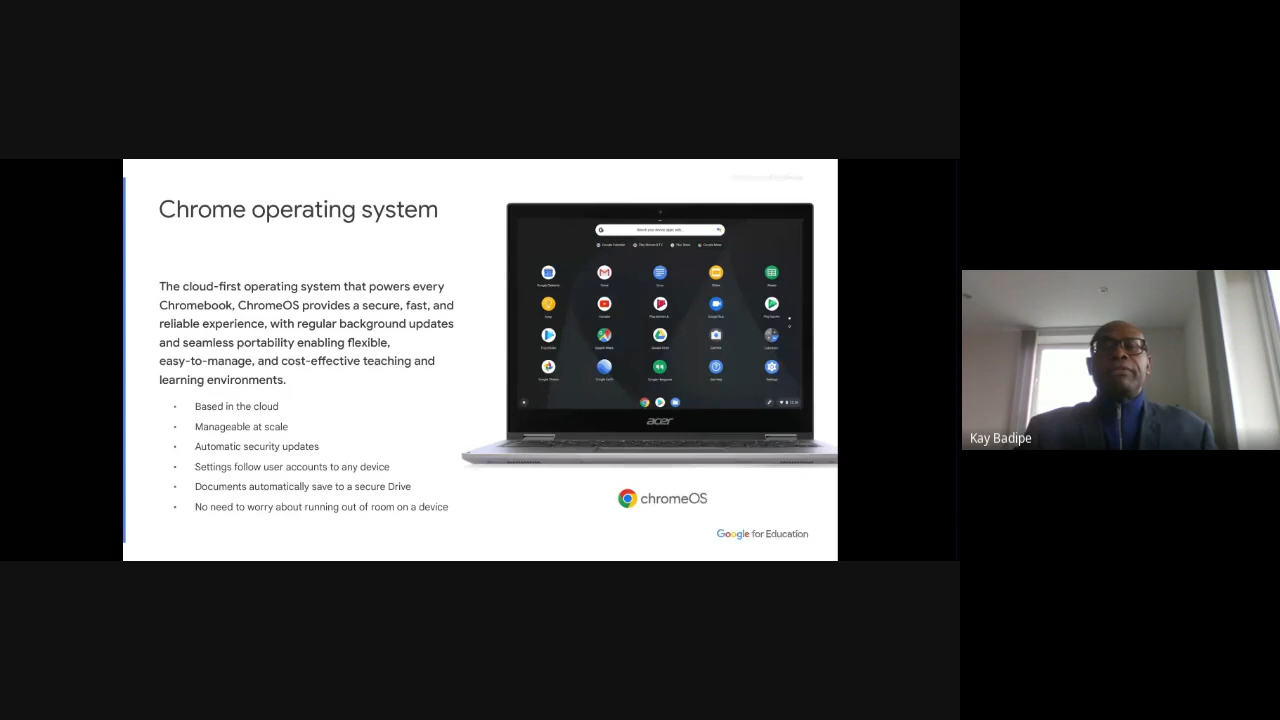 Chrome operating system
The cloud-first operating system that powers every
Chromebook, ChromeOS provides a secure, fast, and
reliable experience, with regular background updates
and seamless portability enabling flexible,
easy-to-manage, and cost-effective teaching and
learning environments.
• Based in the cloud
• Manageable at scale
• Automatic security updates
• Settings follow user accounts to any device
• Documents automatically save to a secure Drive
• No need to worry about running out of room on a device
acer
chromeOS
Google for Education
Kay Badipe